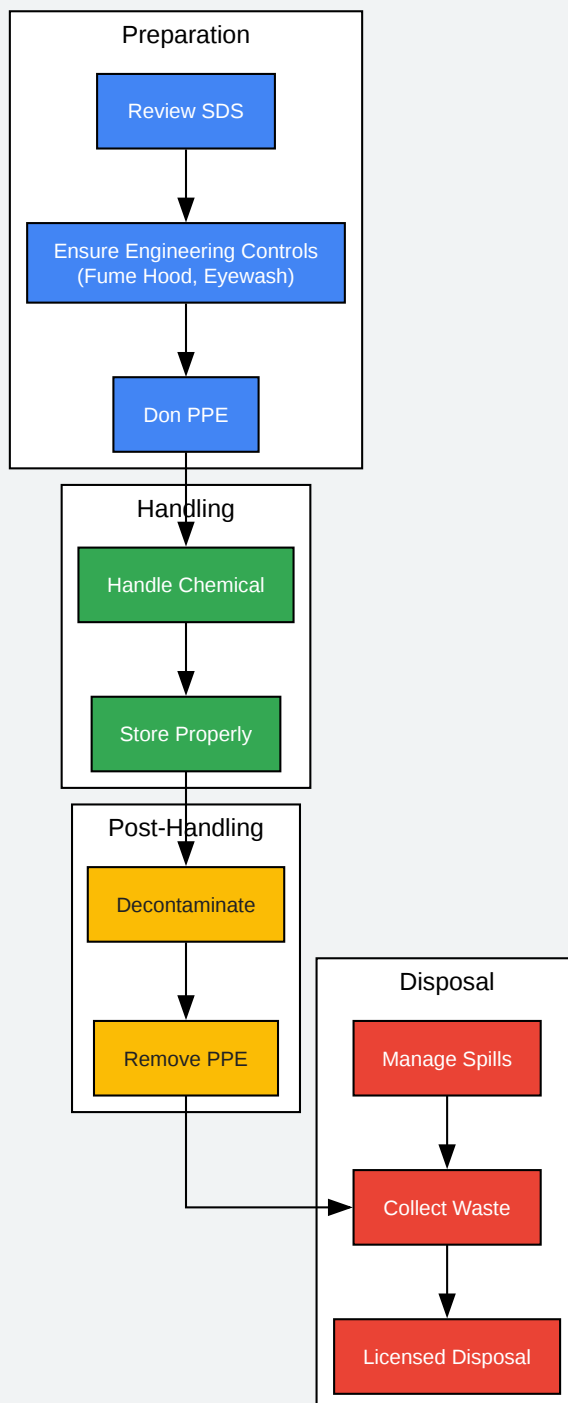 Preparation
Review SDS
Ensure Engineering Controls
(Fume Hood, Eyewash)
Don PPE
Handling
Handle Chemical
Store Properly
Post-Handling
Decontaminate
Remove PPE
Disposal
Manage Spills
Collect Waste
Licensed Disposal